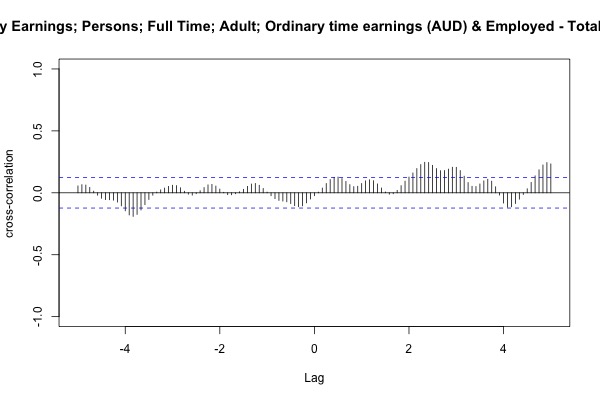 y Earnings; Persons; Full Time; Adult; Ordinary time earnings (AUD) & Employed - Total
cross-correlation
1.0
0.5
0.0
-0.5
-1.0
-4 -2 0 2 4
Lag